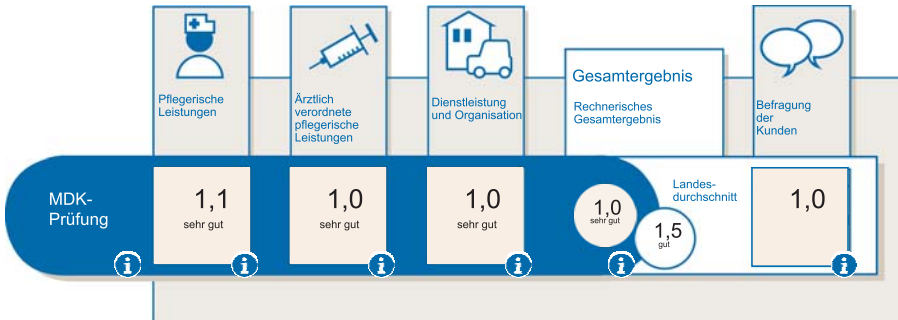 Pflegerische
Leistungen
Ärztlich
verordnete
pflegerische
Leistungen
Dienstleistung
und Organisation
Gesamtergebnis
Rechnerisches
Gesamtergebnis
Befragung
der
Kunden
MDK-
Prüfung
1,1
sehr gut
1,0
sehr gut
1,0
sehr gut
1,0
sehr gut
Landes-
durchschnitt
1,5
gut
1,0
i
i
i
i
i
i